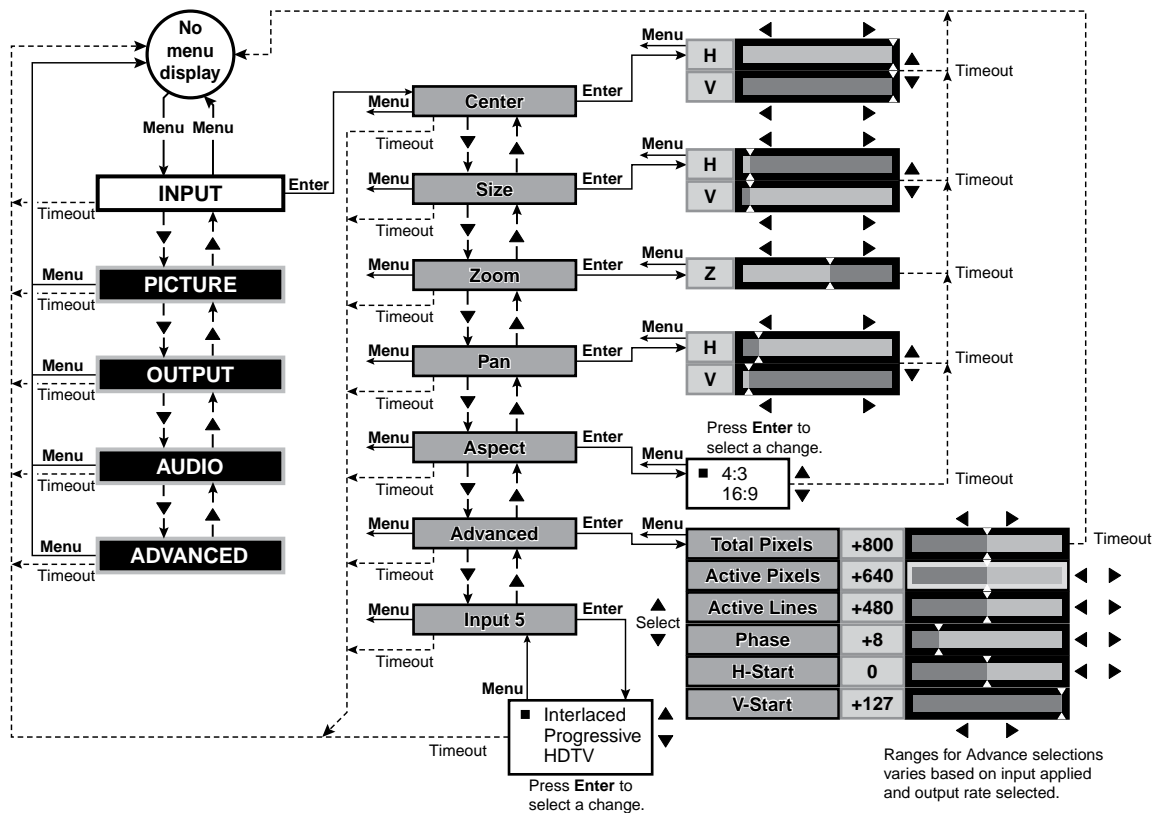 No
menu
display
Menu Menu
INPUT
Enter
Timeout
Menu
PICTURE
Timeout
Menu
OUTPUT
Timeout
Menu
AUDIO
Timeout
Menu
ADVANCED
Timeout
Menu
Center
Enter
Timeout
Menu
Size
Enter
Timeout
Menu
Zoom
Enter
Timeout
Menu
Pan
Enter
Timeout
Menu
Aspect
Enter
Timeout
Menu
Advanced
Enter
Timeout
Menu
Input 5
Enter
Timeout
Menu
■ Interlaced
Progressive
HDTV
Timeout
Press Enter to
select a change.
Menu
H
V
Timeout
Menu
H
V
Timeout
Menu
Z
Timeout
Menu
H
V
Timeout
Press Enter to
select a change.
Menu
■ 4:3
16:9
Timeout
Menu
Total Pixels +800
Timeout
Active Pixels +640
Active Lines +480
Select
Phase +8
H-Start 0
V-Start +127
Ranges for Advance selections
varies based on input applied
and output rate selected.